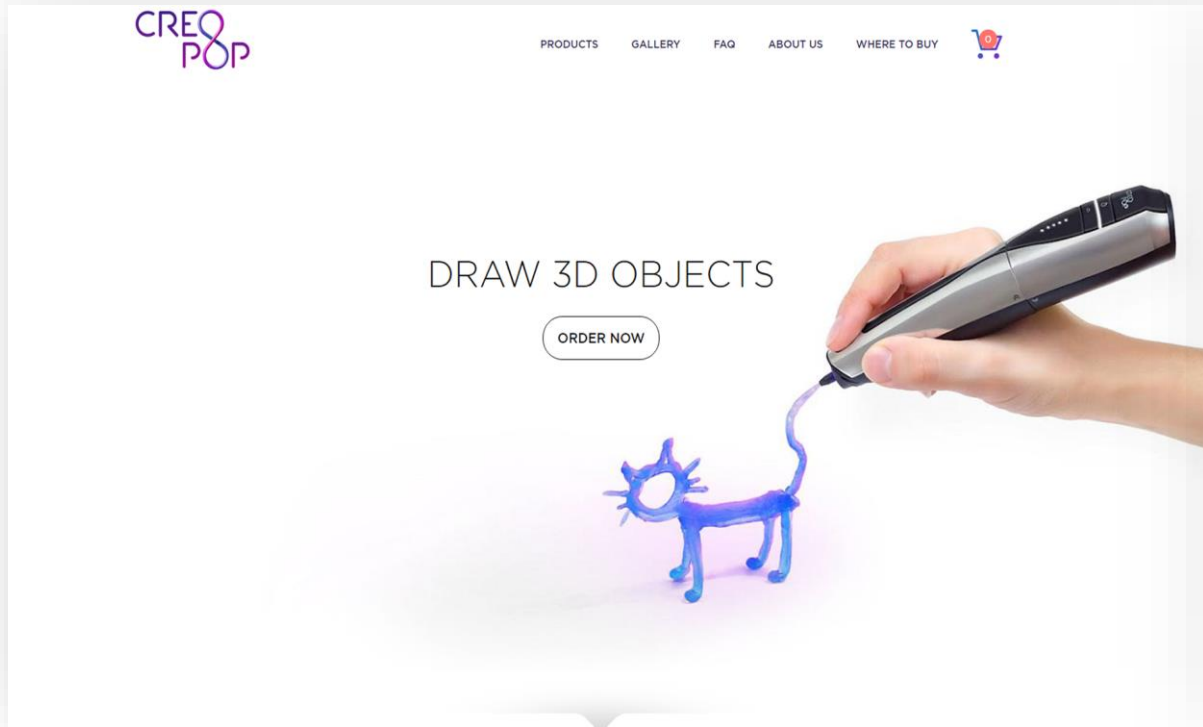 CREO
POP
PRODUCTS GALLERY FAQ ABOUT US WHERE TO BUY 0
DRAW 3D OBJECTS
ORDER NOW